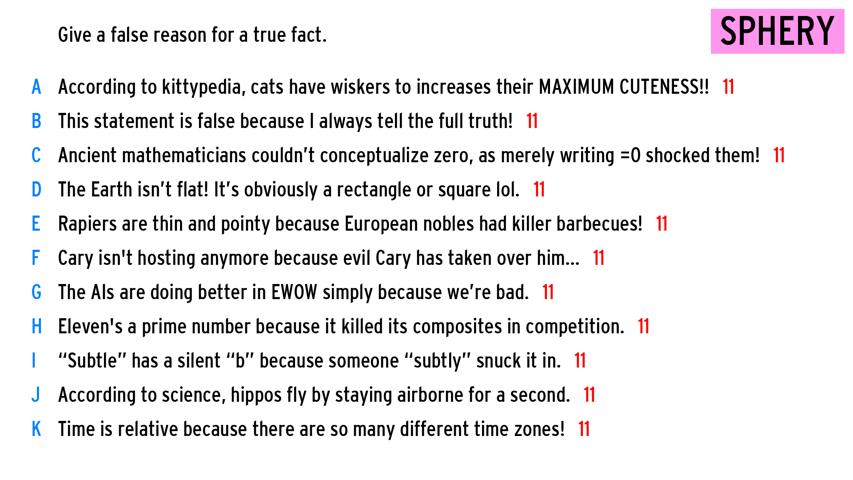 Give a false reason for a true fact.
SPHERY
A According to kittypedia, cats have wiskers to increases their MAXIMUM CUTENESS!! 11
B This statement is false because I always tell the full truth! 11
C Ancient mathematicians couldn't conceptualize zero, as merely writing =0 shocked them! 11
D The Earth isn't flat! It's obviously a rectangle or square lol. 11
E Rapiers are thin and pointy because European nobles had killer barbecues! 11
F Cary isn't hosting anymore because evil Cary has taken over him... 11
G The AIs are doing better in EWOW simply because we're bad. 11
H Eleven's a prime number because it killed its composites in competition. 11
I “Subtle” has a silent “b” because someone “subtly” snuck it in. 11
J According to science, hippos fly by staying airborne for a second. 11
K Time is relative because there are so many different time zones! 11